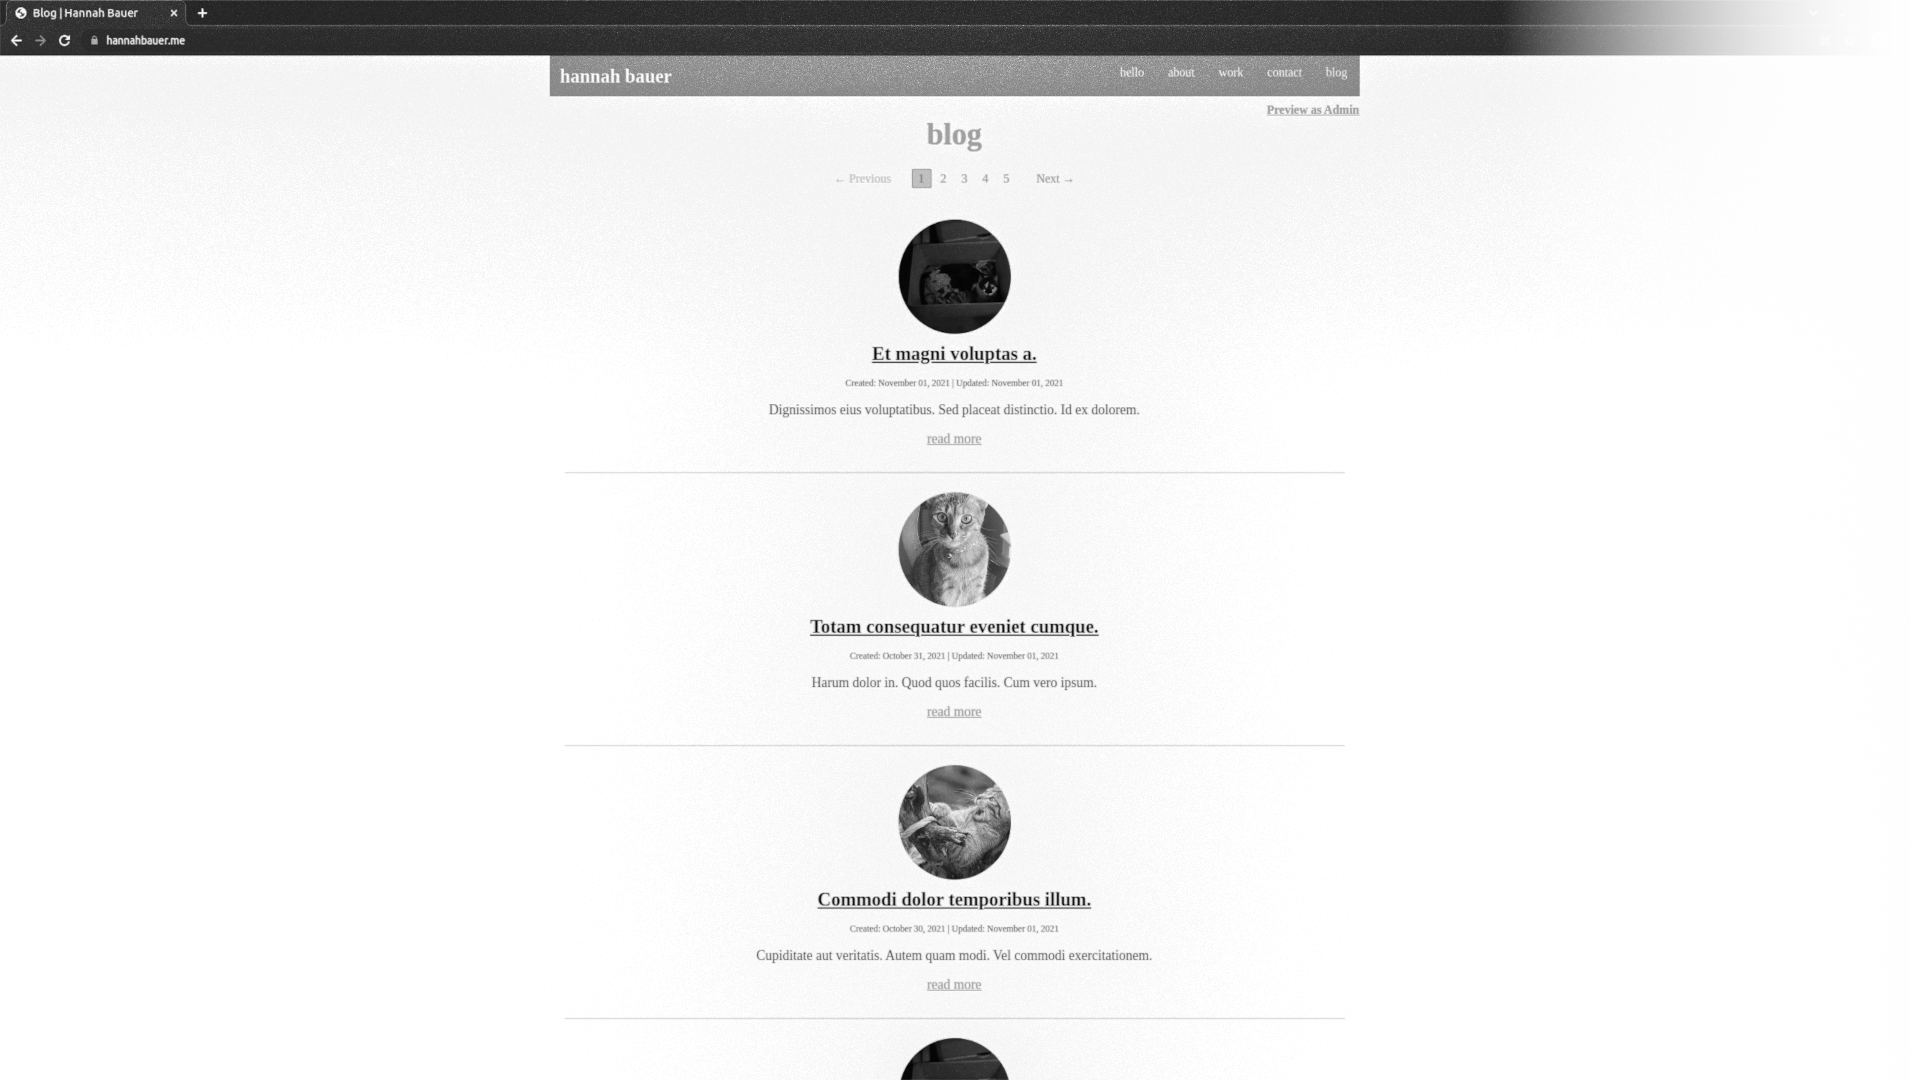 Blog | Hannah Bauer
hannahbauer.me
hannah bauer
hello about work contact blog
Preview as Admin
blog
← Previous 1 2 3 4 5 Next →
Et magni voluptas a.
Created: November 01, 2021 | Updated: November 01, 2021
Dignissimos eius voluptatibus. Sed placeat distinctio. Id ex dolorem.
read more
Totam consequatur eveniet cumque.
Created: October 31, 2021 | Updated: November 01, 2021
Harum dolor in. Quod quos facilis. Cum vero ipsum.
read more
Commodi dolor temporibus illum.
Created: October 30, 2021 | Updated: November 01, 2021
Cupiditate aut veritatis. Autem quam modi. Vel commodi exercitationem.
read more